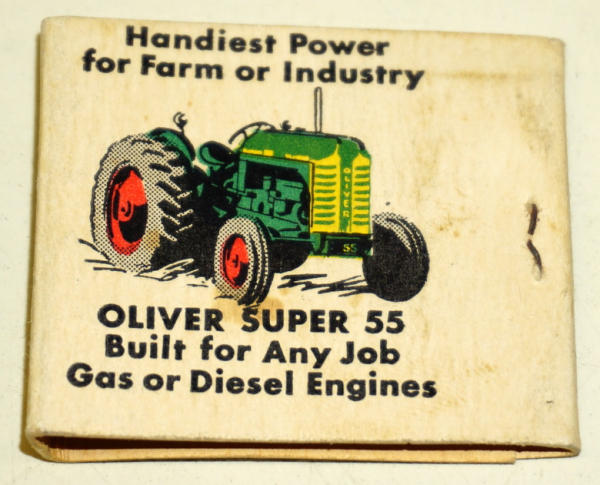 Handiest Power
for Farm or Industry
OLIVER
55
OLIVER SUPER 55
Built for Any Job
Gas or Diesel Engines